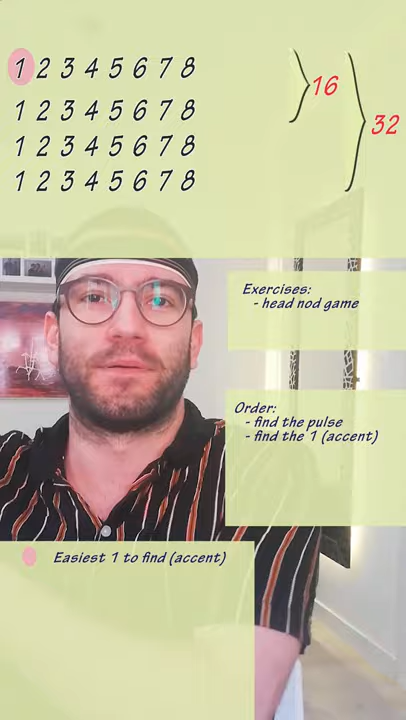 1 2 3 4 5 6 7 8
1 2 3 4 5 6 7 8
1 2 3 4 5 6 7 8
1 2 3 4 5 6 7 8
16
32
Exercises:
- head nod game
Order:
- find the pulse
- find the 1 (accent)
Easiest 1 to find (accent)